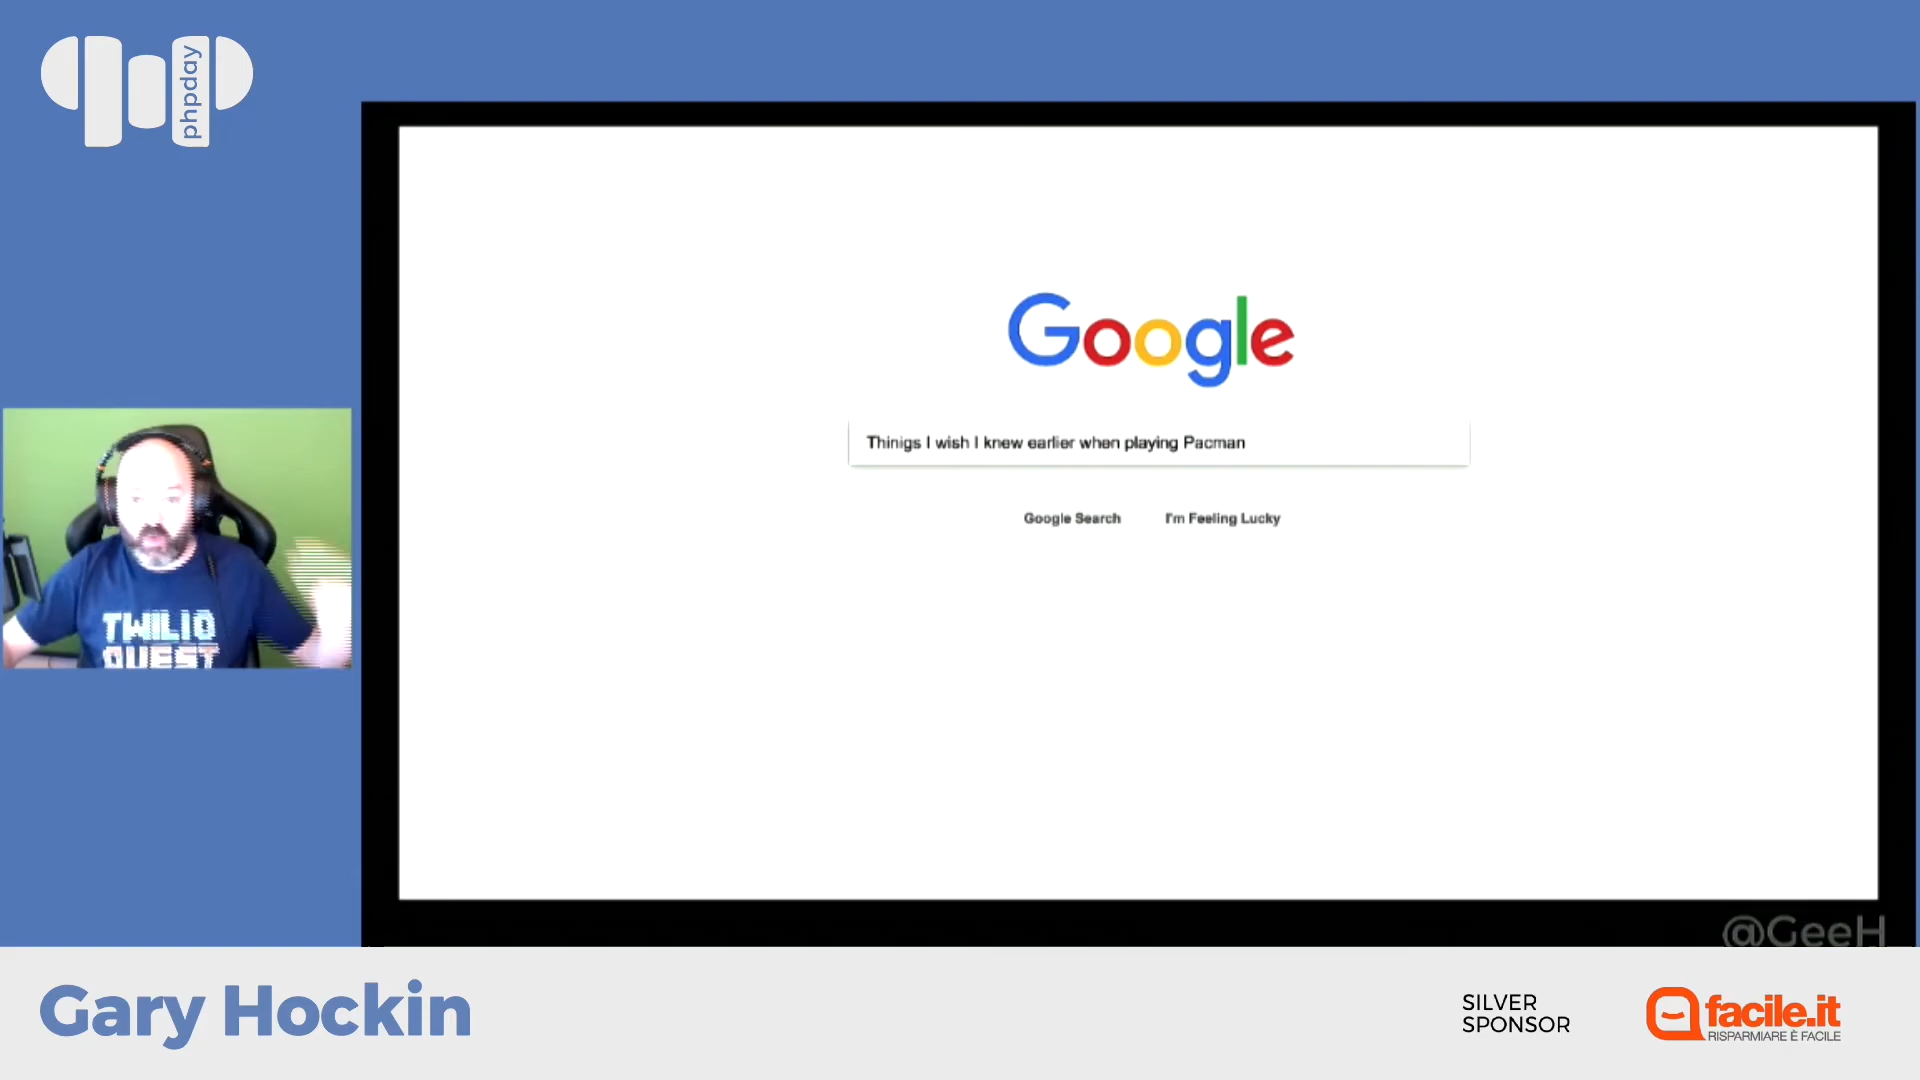 phpday
Google
Thinigs I wish I knew earlier when playing Pacman
Google Search
I'm Feeling Lucky
TWILIO
QUEST
@GeeH
Gary Hockin
SILVER
SPONSOR
facile.it
RISPARMIARE È FACILE